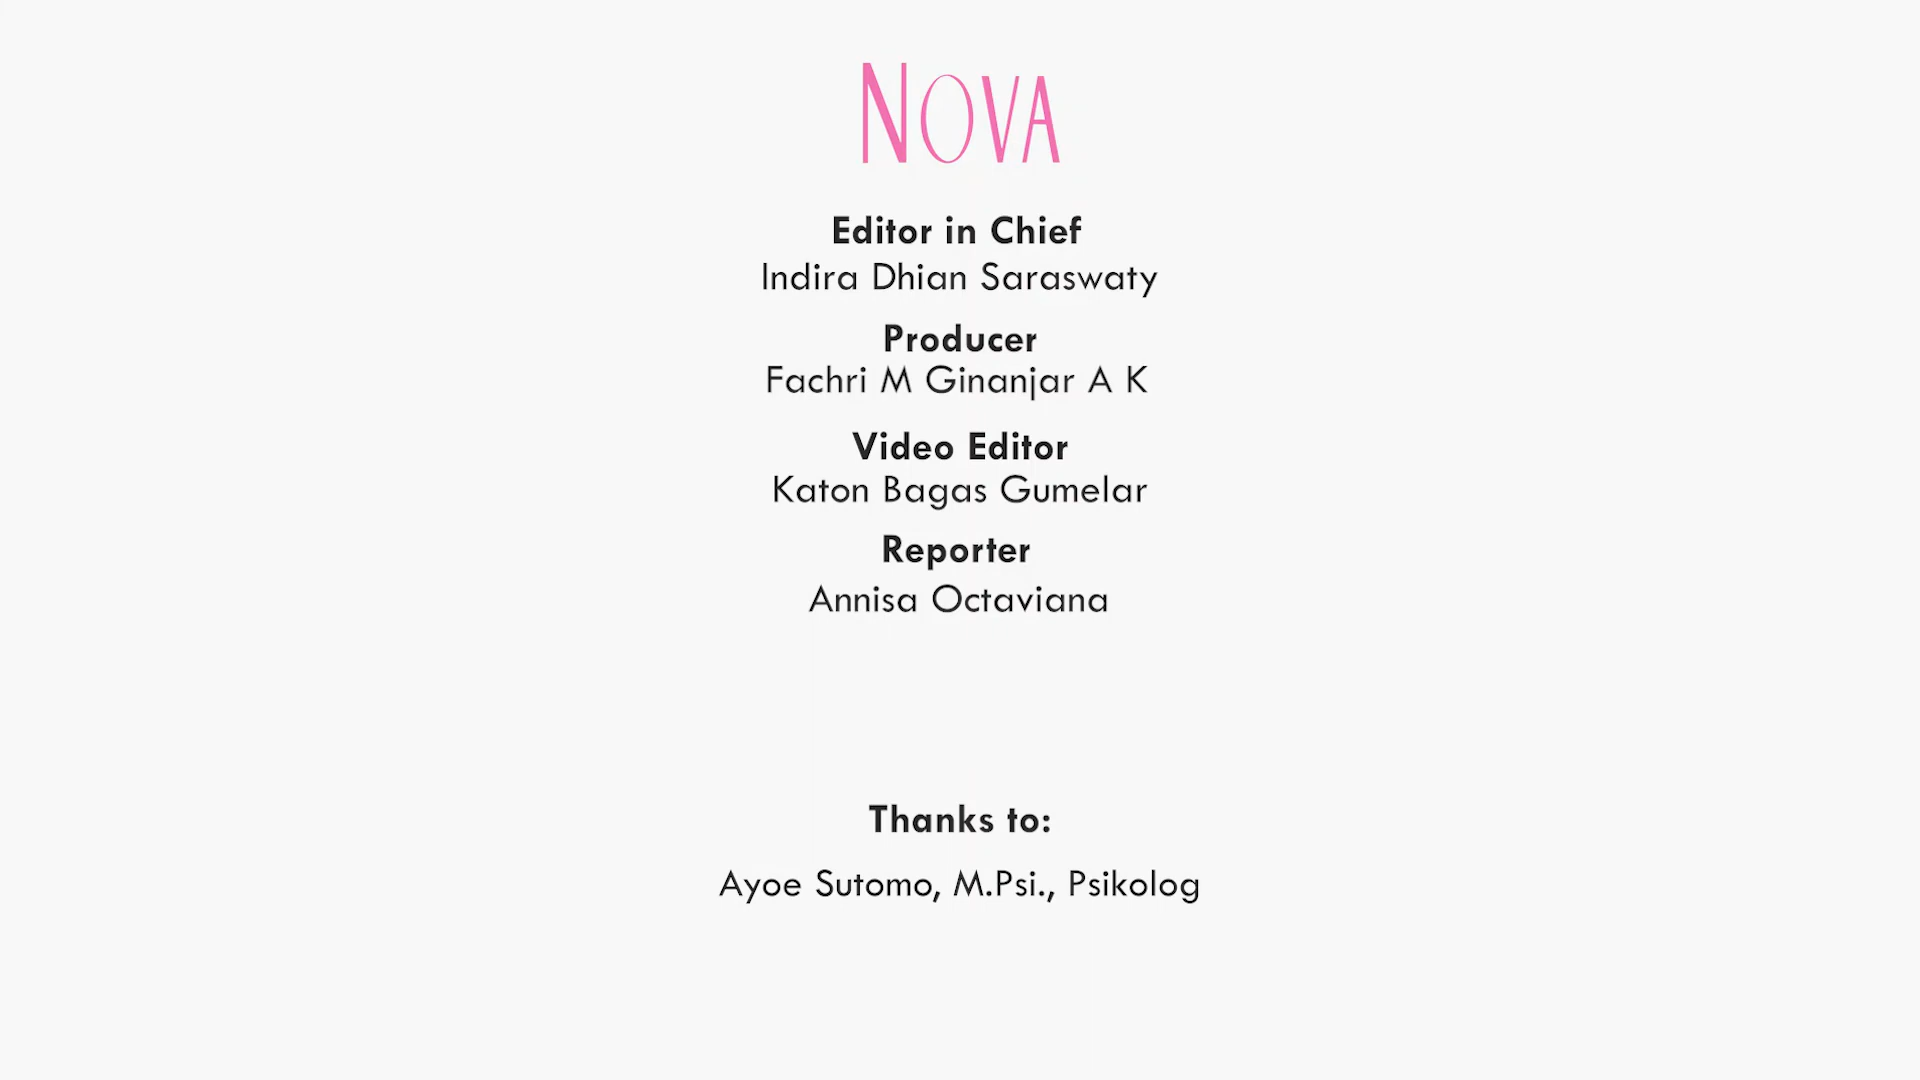 NOVA
Editor in Chief
Indira Dhian Saraswaty
Producer
Fachri M Ginanjar A K
Video Editor
Katon Bagas Gumelar
Reporter
Annisa Octaviana
Thanks to:
Ayoe Sutomo, M.Psi., Psikolog